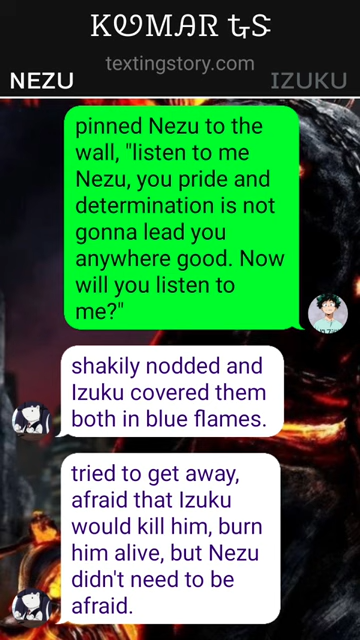 KUMAR GS
textingstory.com
NEZU IZUKU
pinned Nezu to the
wall, "listen to me
Nezu, you pride and
determination is not
gonna lead you
anywhere good. Now
will you listen to
me?"
shakily nodded and
Izuku covered them
both in blue flames.
tried to get away,
afraid that Izuku
would kill him, burn
him alive, but Nezu
didn't need to be
afraid.